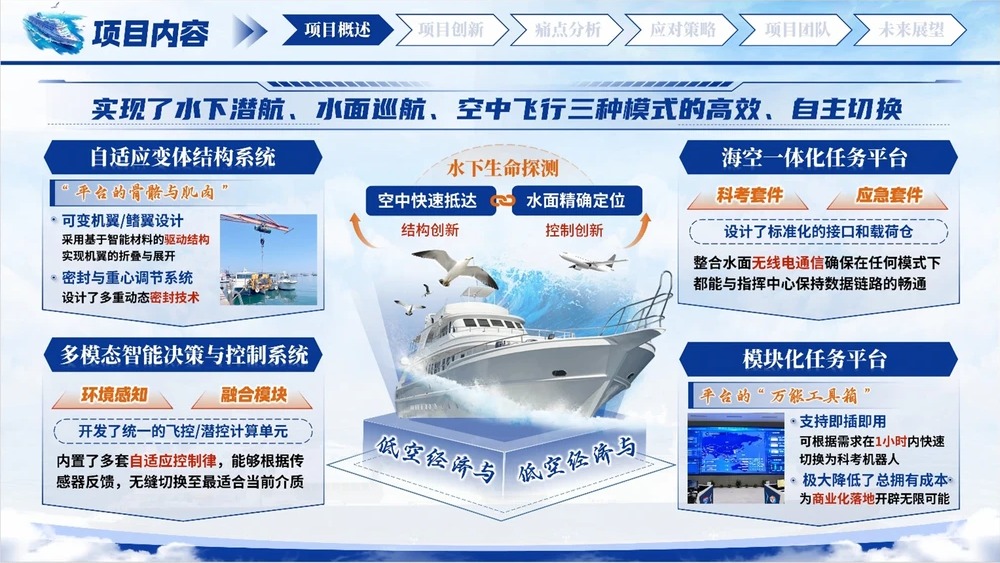 项目内容
项目概述
项目创新
痛点分析
应对策略
项目团队
未来展望
实现了水下潜航、水面巡航、空中飞行三种模式的高效、自主切换
自适应变体结构系统
“平台的骨骼与肌肉”
可变机翼/鳍翼设计
采用基于智能材料的驱动结构
实现机翼的折叠与展开
密封与重心调节系统
设计了多重动态密封技术
多模态智能决策与控制系统
环境感知
融合模块
开发了统一的飞控/潜控计算单元
内置了多套自适应控制律，能够根据传
感器反馈，无缝切换至最适合当前介质
水下生命探测
空中快速抵达
水面精确定位
结构创新
控制创新
低空经济与
低空经济与
海空一体化任务平台
科考套件
应急套件
设计了标准化的接口和载荷仓
整合水面无线电通信确保在任何模式下
都能与指挥中心保持数据链路的畅通
模块化任务平台
平台的“万能工具箱”
支持即插即用
可根据需求在1小时内快速
切换为科考机器人
极大降低了总拥有成本
为商业化落地开辟无限可能